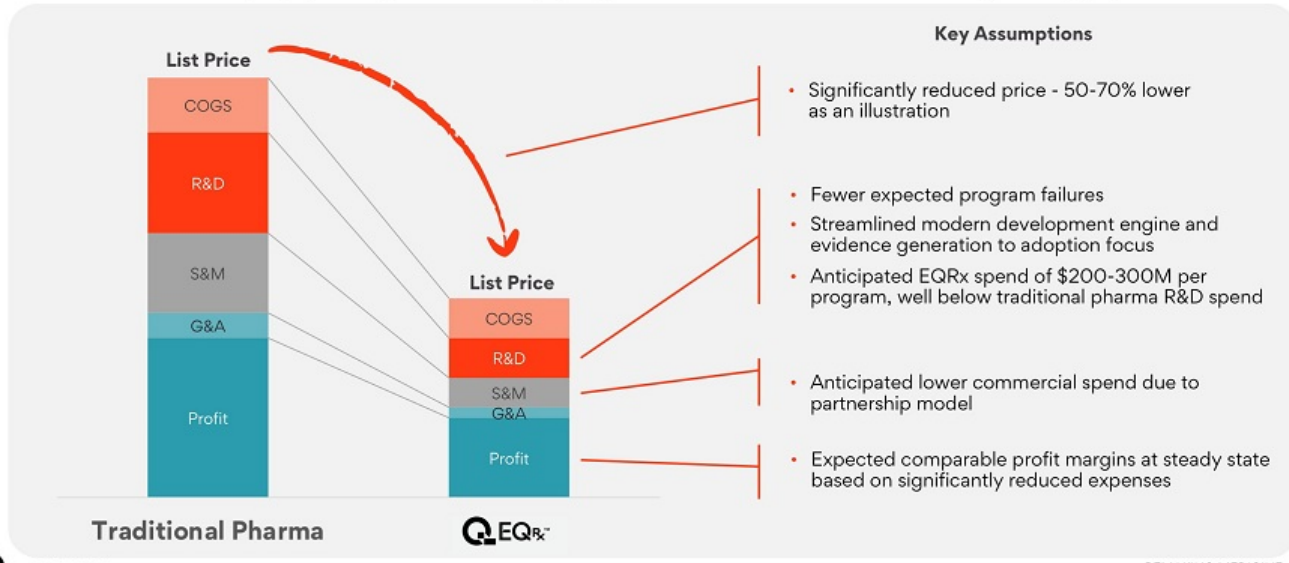 Key Assumptions
List Price
COGS
R&D
S&M
G&A
Profit
Traditional Pharma
List Price
COGS
R&D
S&M
G&A
Profit
EQRx™
• Significantly reduced price - 50-70% lower
as an illustration
• Fewer expected program failures
• Streamlined modern development engine and
evidence generation to adoption focus
• Anticipated EQRx spend of $200-300M per
program, well below traditional pharma R&D spend
• Anticipated lower commercial spend due to
partnership model
• Expected comparable profit margins at steady state
based on significantly reduced expenses